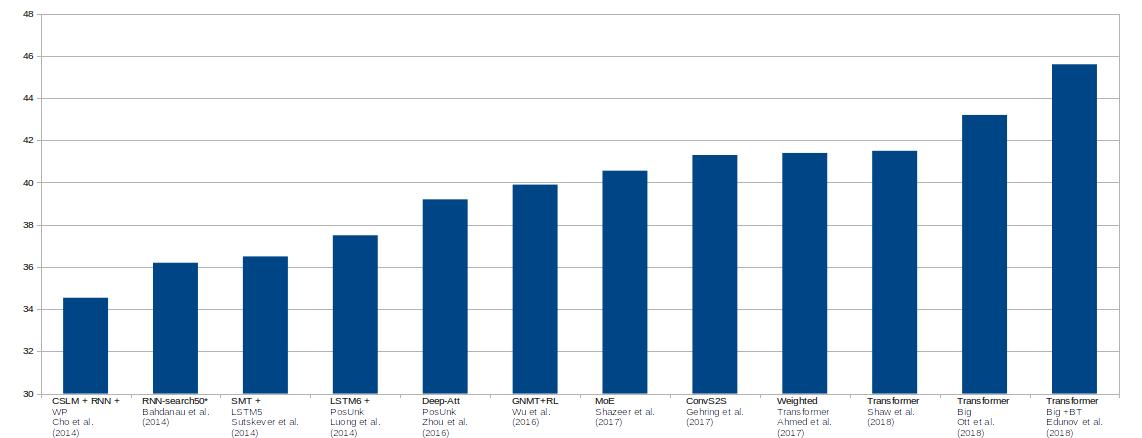 48
46
44
42
40
38
36
34
32
30
CSLM + RNN +
WP
Cho et al.
(2014)
RNN-search50*
Bahdanau et al.
(2014)
SMT +
LSTM5
Sutskever et al.
(2014)
LSTM6 +
PosUnk
Luong et al.
(2014)
Deep-Att
PosUnk
Zhou et al.
(2016)
GNMT+RL
Wu et al.
(2016)
MoE
Shazeer et al.
(2017)
ConvS2S
Gehring et al.
(2017)
Weighted
Transformer
Ahmed et al.
(2017)
Transformer
Shaw et al.
(2018)
Transformer
Big
Ott et al.
(2018)
Transformer
Big +BT
Edunov et al.
(2018)